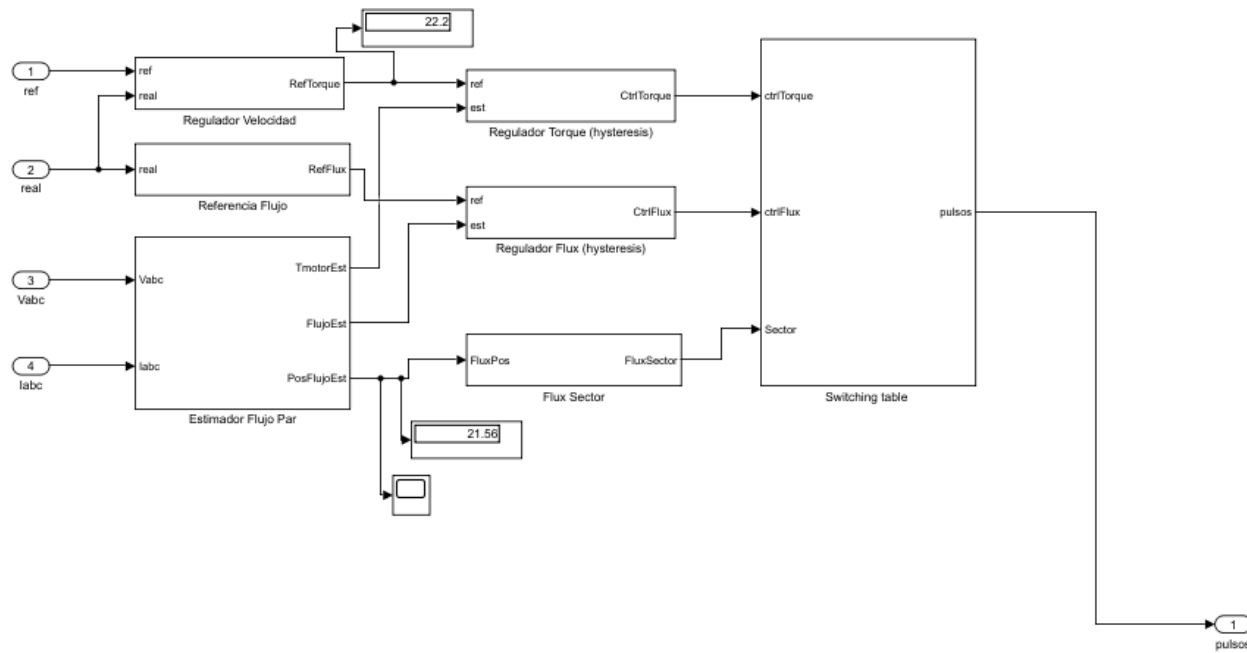 22.2
1
ref
ref
real
RefTorque
Regulador Velocidad
ref
est
CtrlTorque
Regulador Torque (hysteresis)
ctrlTorque
2
real
real
RefFlux
Referencia Flujo
ref
est
CtrlFlux
Regulador Flux (hysteresis)
ctrlFlux
pulsos
3
Vabc
Vabc
TmotorEst
FlujoEst
4
Iabc
Iabc
PosFlujoEst
Estimador Flujo Par
FluxPos
FluxSector
Flux Sector
Sector
Switching table
21.56
1
pulsos